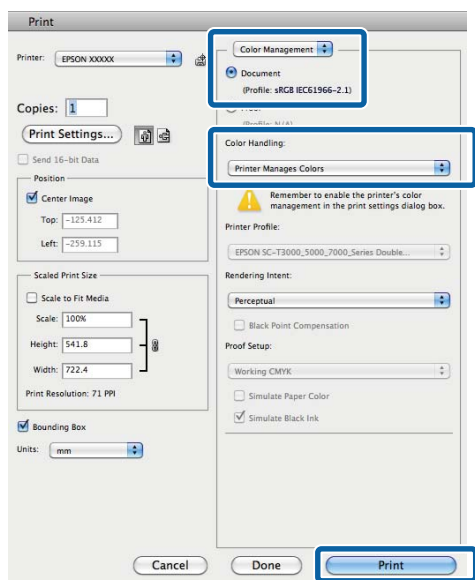 Print
Printer: EPSON XXXXX
Copies: 1
Print Settings...
Send 16-bit Data
Position
Center Image
Top: -125.412
Left: -259.115
Scaled Print Size
Scale to Fit Media
Scale: 100%
Height: 541.8
Width: 722.4
Print Resolution: 71 PPI
Bounding Box
Units: mm
Color Management
Document
(Profile: sRGB IEC61966-2.1)
(Profile: N/A)
Color Handling:
Printer Manages Colors
Remember to enable the printer's color
management in the print settings dialog box.
Printer Profile:
EPSON SC-T3000_5000_7000_Series Double...
Rendering Intent:
Perceptual
Black Point Compensation
Proof Setup:
Working CMYK
Simulate Paper Color
Simulate Black Ink
Cancel
Done
Print